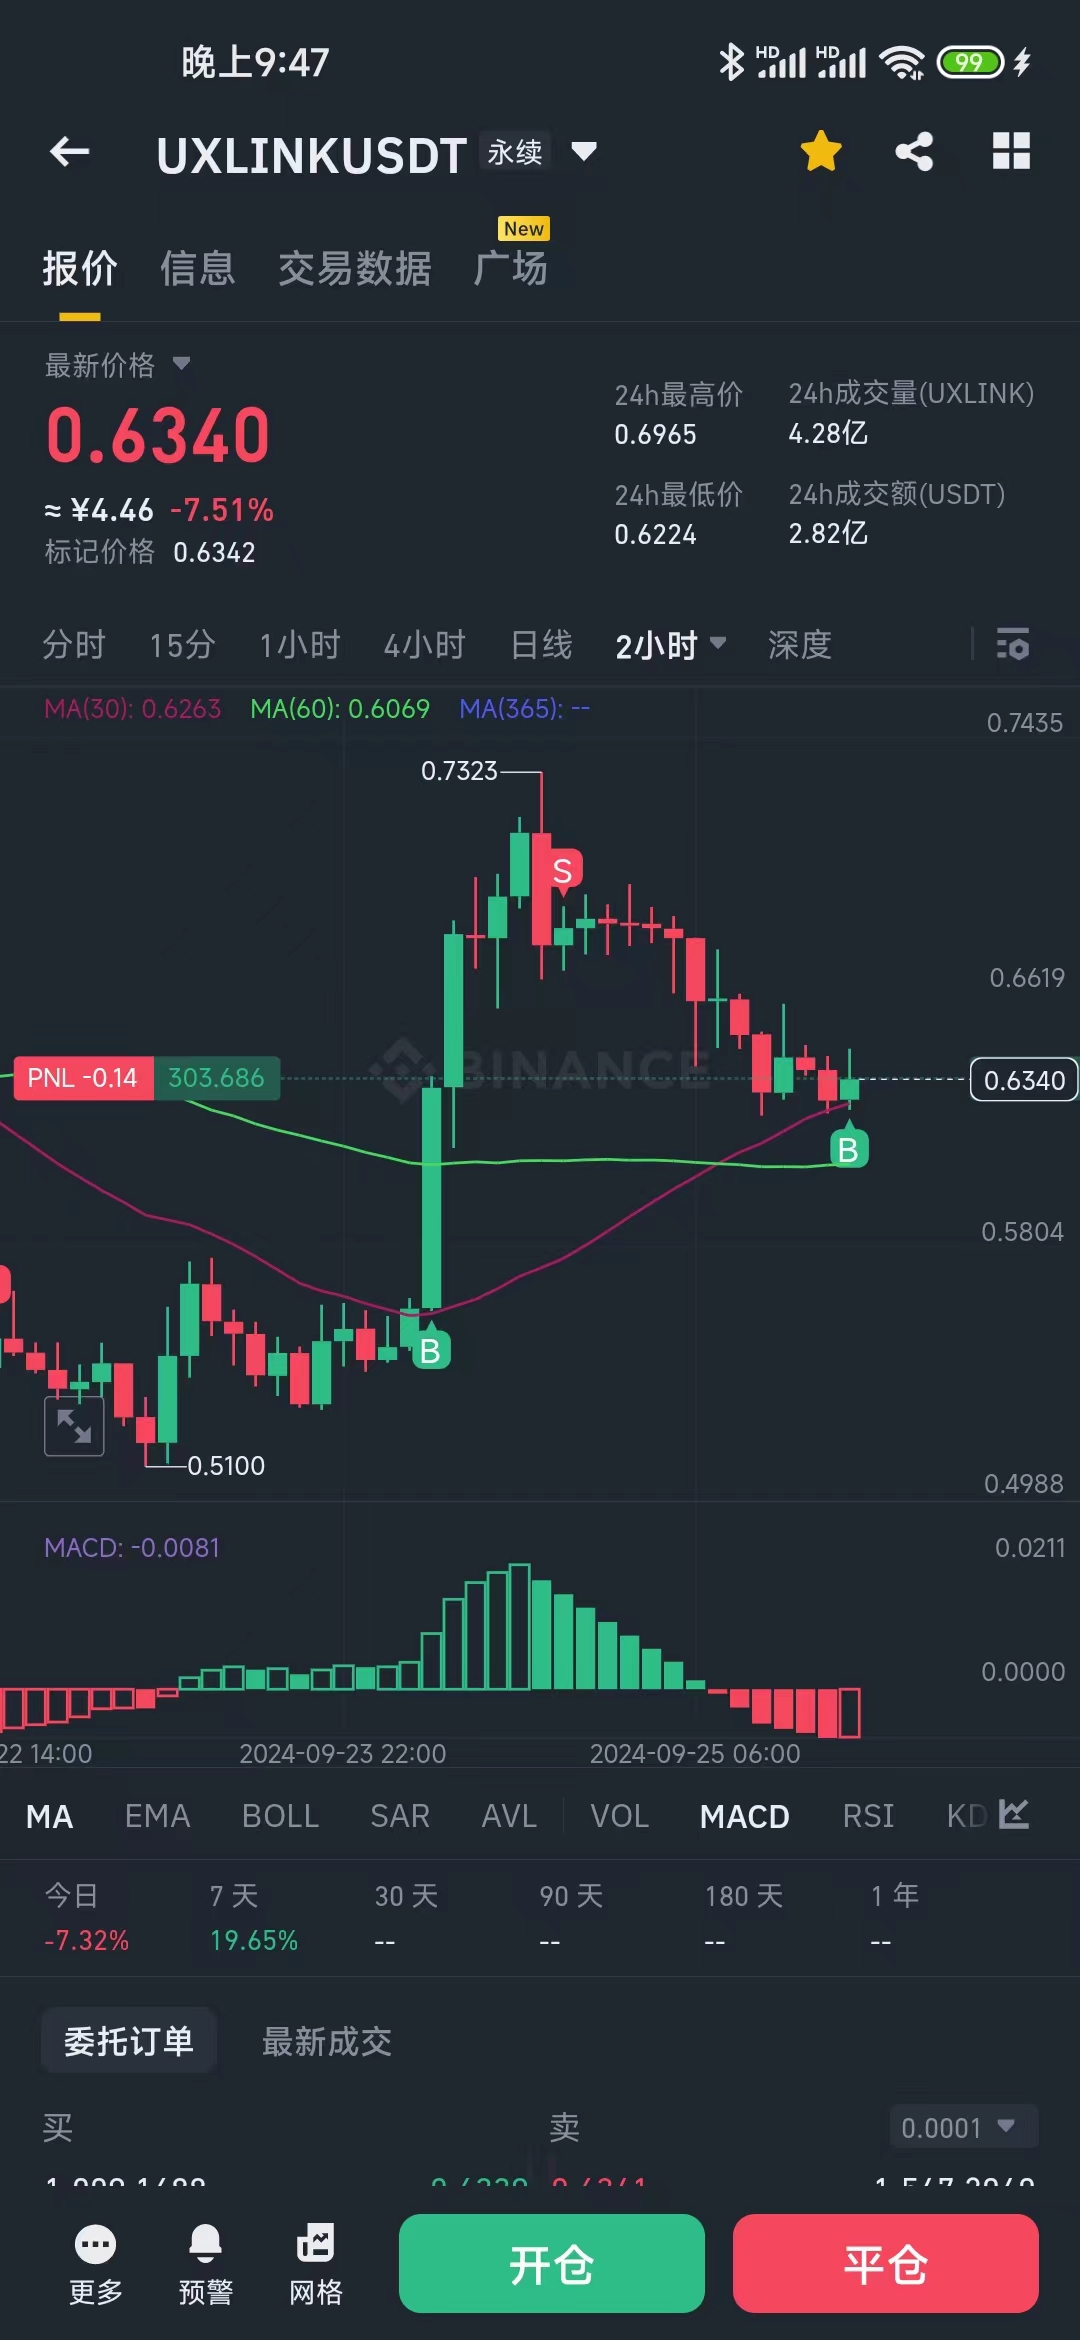 晚上9:47
HD HD 99
UXLINKUSDT 永续
New
报价 信息 交易数据 广场
最新价格
0.6340
≈ ¥4.46 -7.51%
标记价格 0.6342
24h最高价 24h成交量(UXLINK)
0.6965 4.28亿
24h最低价 24h成交额(USDT)
0.6224 2.82亿
分时 15分 1小时 4小时 日线 2小时 深度
MA(30): 0.6263 MA(60): 0.6069 MA(365): --
0.7435
0.7323
S
0.6619
BINANCE
PNL -0.14 303.686
0.6340
B
0.5804
B
0.5100
0.4988
MACD: -0.0081
0.0211
0.0000
22 14:00 2024-09-23 22:00 2024-09-25 06:00
MA EMA BOLL SAR AVL VOL MACD RSI KD
今日 7 天 30 天 90 天 180 天 1 年
-7.32% 19.65% -- -- -- --
委托订单 最新成交
买 卖 0.0001
更多 预警 网格 开仓 平仓